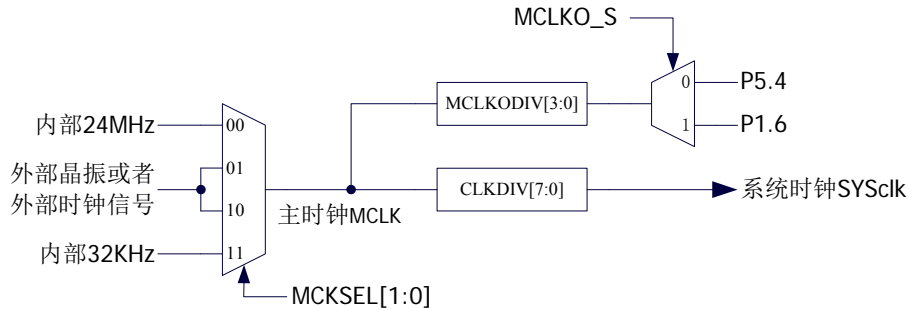 MCLKO_S
0
P5.4
MCLKODIV[3:0]
1
P1.6
内部24MHz
00
外部晶振或者
外部时钟信号
01
10
主时钟MCLK
CLKDIV[7:0]
系统时钟SYSclk
内部32KHz
11
MCKSEL[1:0]